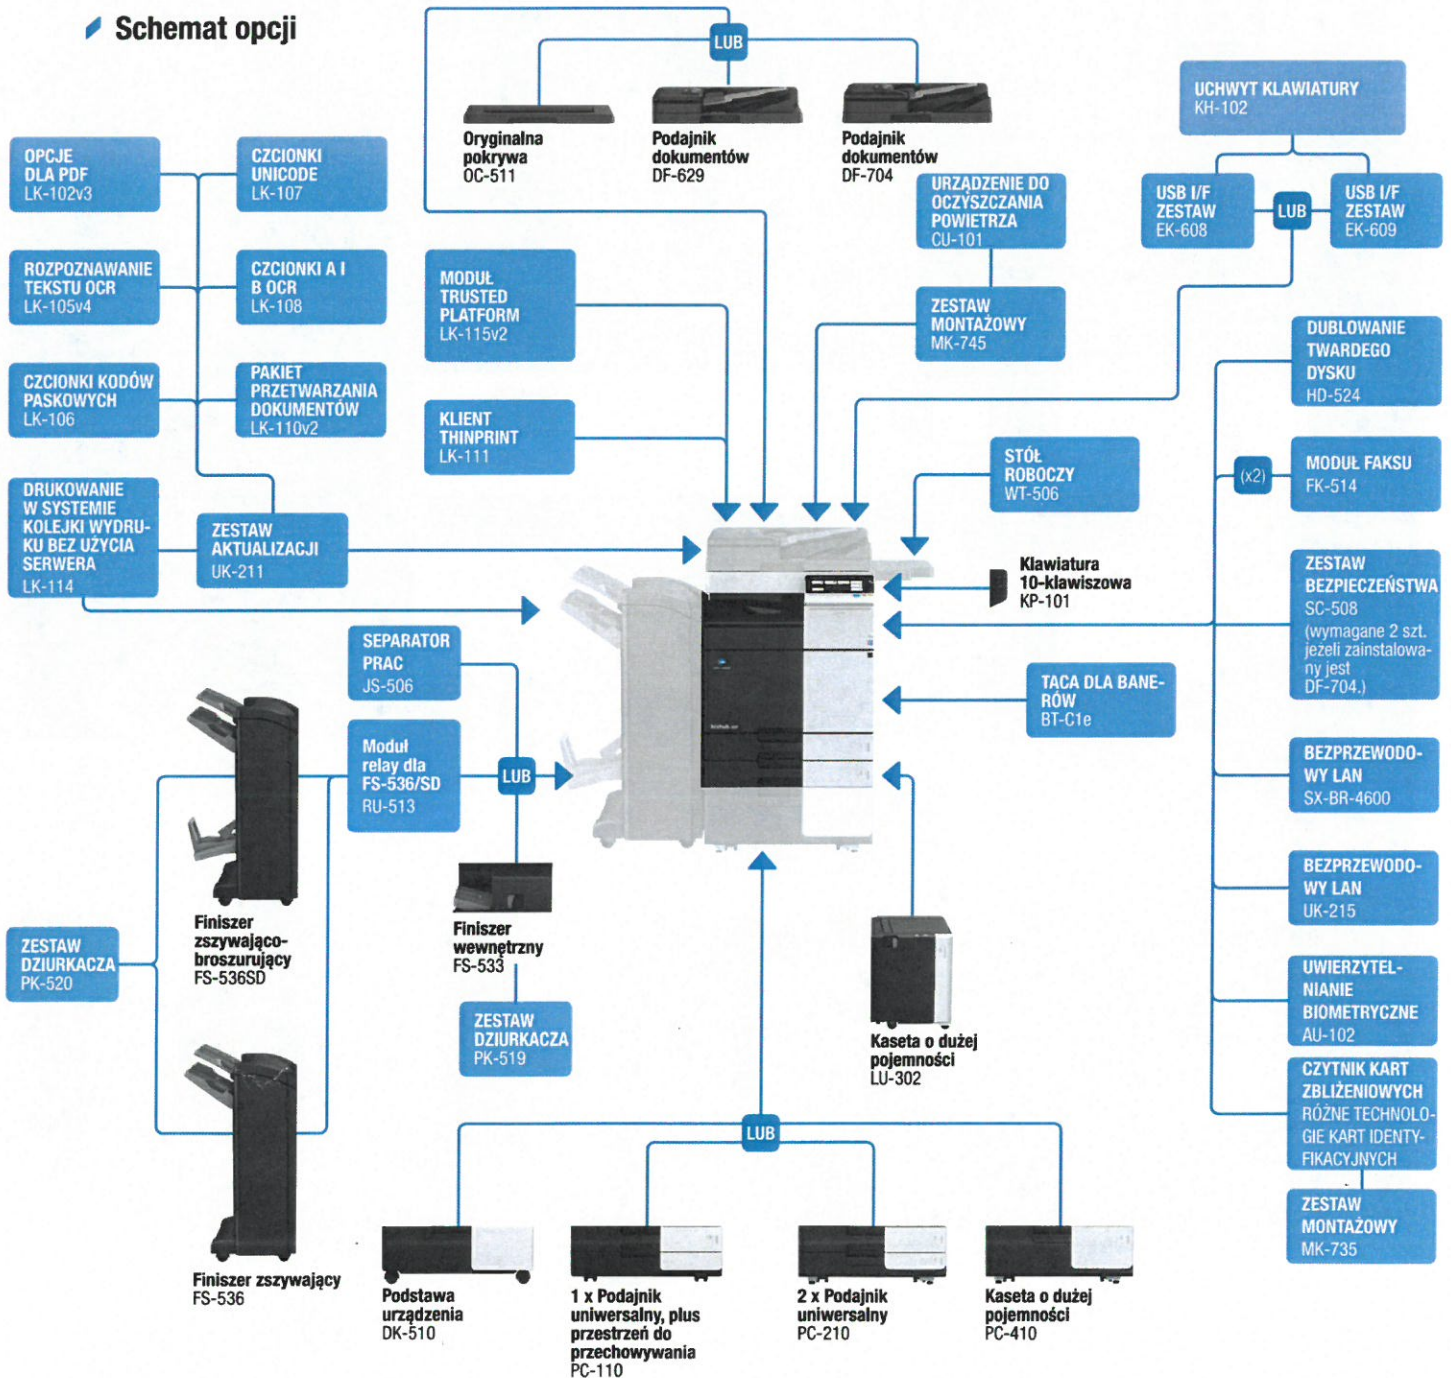 Schemat opcji
LUB
Oryginalna
pokrywa
OC-511
Podajnik
dokumentów
DF-629
Podajnik
dokumentów
DF-704
UCHWYT KLAWIATURY
KH-102
USB I/F
ZESTAW
EK-608
LUB
USB I/F
ZESTAW
EK-609
OPCJE
DLA PDF
LK-102v3
CZCIONKI
UNICODE
LK-107
ROZPOZNAWANIE
TEKSTU OCR
LK-105v4
CZCIONKI A I
B OCR
LK-108
CZCIONKI KODÓW
PASKOWYCH
LK-106
PAKIET
PRZETWARZANIA
DOKUMENTÓW
LK-110v2
DRUKOWANIE
W SYSTEMIE
KOLEJKI WYDRU-
KU BEZ UŻYCIA
SERWERA
LK-114
ZESTAW
AKTUALIZACJI
UK-211
MODUŁ
TRUSTED
PLATFORM
LK-115v2
KLIENT
THINPRINT
LK-111
URZĄDZENIE DO
OCZYSZCZANIA
POWIETRZA
CU-101
ZESTAW
MONTAŻOWY
MK-745
STÓŁ
ROBOCZY
WT-506
Klawiatura
10-klawiszowa
KP-101
TACA DLA BANE-
RÓW
BT-C1e
DUBLOWANIE
TWARDEGO
DYSKU
HD-524
(x2)
MODUŁ FAKSU
FK-514
ZESTAW
BEZPIECZEŃSTWA
SC-508
(wymagane 2 szt.
jeżeli zainstalowa-
ny jest
DF-704.)
BEZPRZEWODO-
WY LAN
SX-BR-4600
BEZPRZEWODO-
WY LAN
UK-215
UWIERZYTEL-
NIANIE
BIOMETRYCZNE
AU-102
CZYTNIK KART
ZBLIŻENIOWYCH
RÓŻNE TECHNOLO-
GIE KART IDENTY-
FIKACYJNYCH
ZESTAW
MONTAŻOWY
MK-735
SEPARATOR
PRAC
JS-506
Moduł
relay dla
FS-536/SD
RU-513
LUB
Finiszer
zszywająco-
broszurujący
FS-536SD
Finiszer
wewnętrzny
FS-533
ZESTAW
DZIURKACZA
PK-520
ZESTAW
DZIURKACZA
PK-519
Finiszer zszywający
FS-536
Kaseta o dużej
pojemności
LU-302
LUB
Podstawa
urządzenia
DK-510
1 x Podajnik
uniwersalny, plus
przestrzeń do
przechowywania
PC-110
2 x Podajnik
uniwersalny
PC-210
Kaseta o dużej
pojemności
PC-410